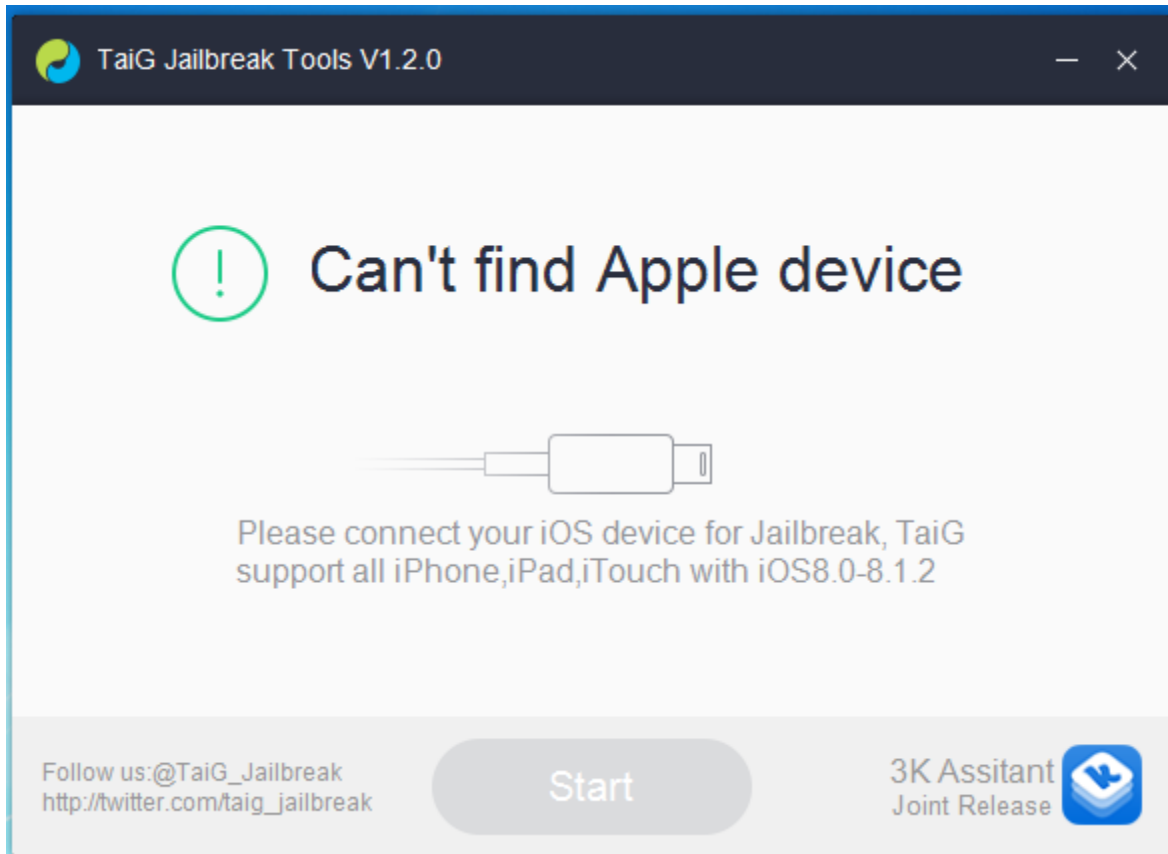 TaiG Jailbreak Tools V1.2.0
Can't find Apple device
Please connect your iOS device for Jailbreak, TaiG
support all iPhone,iPad,iTouch with iOS8.0-8.1.2
Follow us:@TaiG_Jailbreak
http://twitter.com/taig_jailbreak
Start
3K Assitant
Joint Release